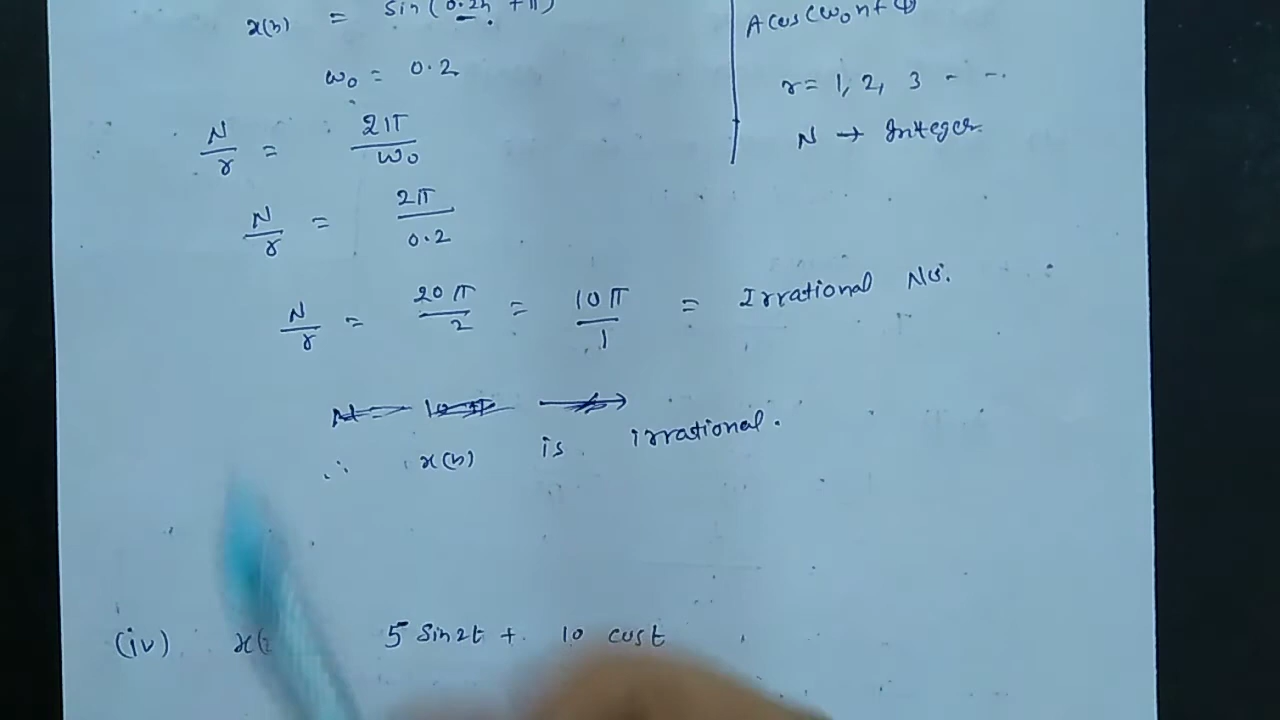 x(n) = sin(0.2n + π)
ω₀ = 0.2
N/r = 2π/ω₀
N/r = 2π/0.2
N/r = 20π/2 = 10π/1 = Irrational No.
∴ x(n) is irrational.
(iv) x( 5 sin2t + 10 cost
A cos(ω₀n + φ)
r = 1, 2, 3 - -.
N → Integer.